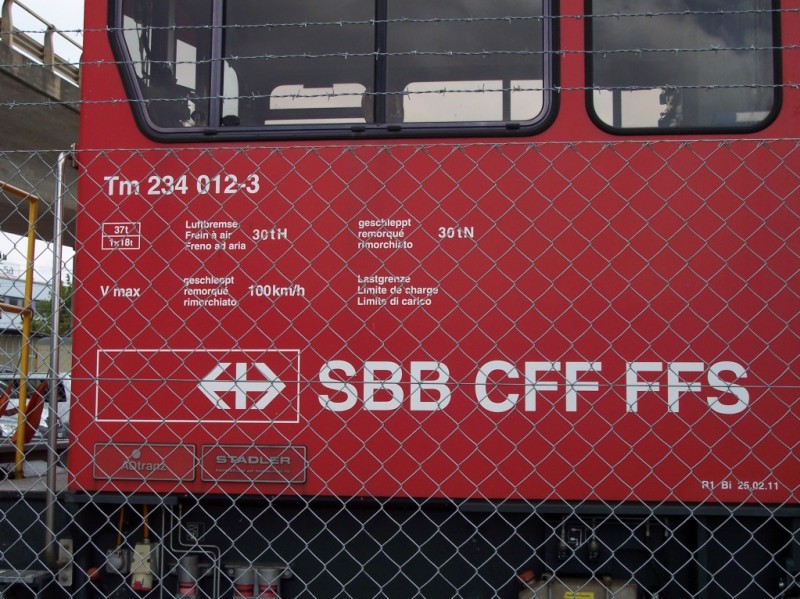 Tm 234 012-3
37t
1x18t
Luftbremse
Frein à air
Freno ad aria
30tH
geschleppt
remorqué
rimorchiato
30tN
V max
geschleppt
remorqué
rimorchiato
100km/h
Lastgrenze
Limite de charge
Limite di carico
SBB CFF FFS
ADtranz
STADLER
R1 Bi 25.02.11